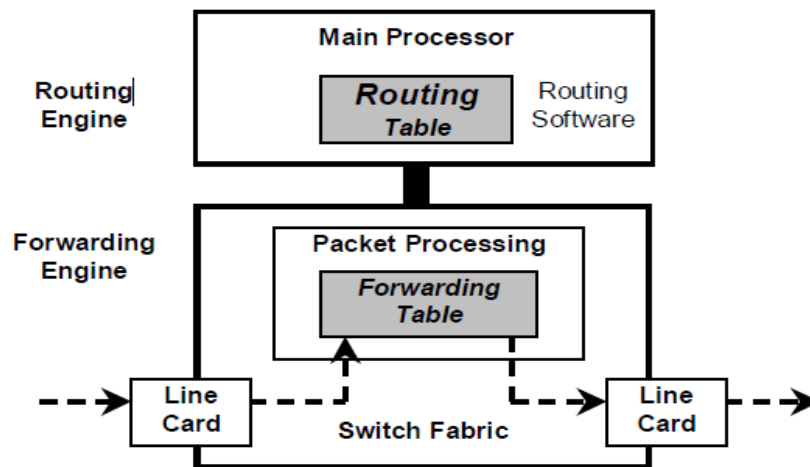 Main Processor
Routing
Engine
Routing
Table
Routing
Software
Forwarding
Engine
Packet Processing
Forwarding
Table
Line
Card
Switch Fabric
Line
Card